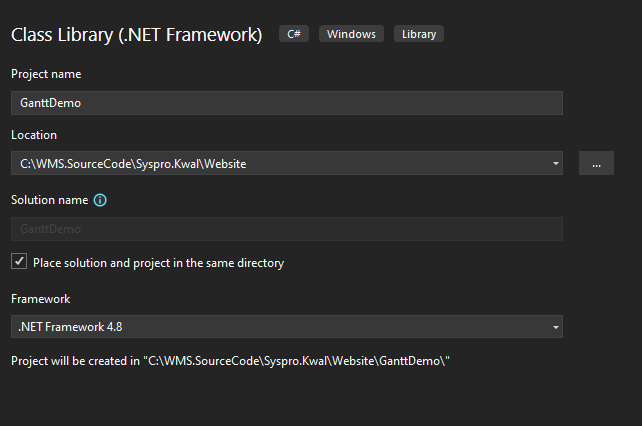 Class Library (.NET Framework) C# Windows Library
Project name
GanttDemo
Location
C:\WMS.SourceCode\Syspro.Kwal\Website
...
Solution name
GanttDemo
Place solution and project in the same directory
Framework
.NET Framework 4.8
Project will be created in "C:\WMS.SourceCode\Syspro.Kwal\Website\GanttDemo\"